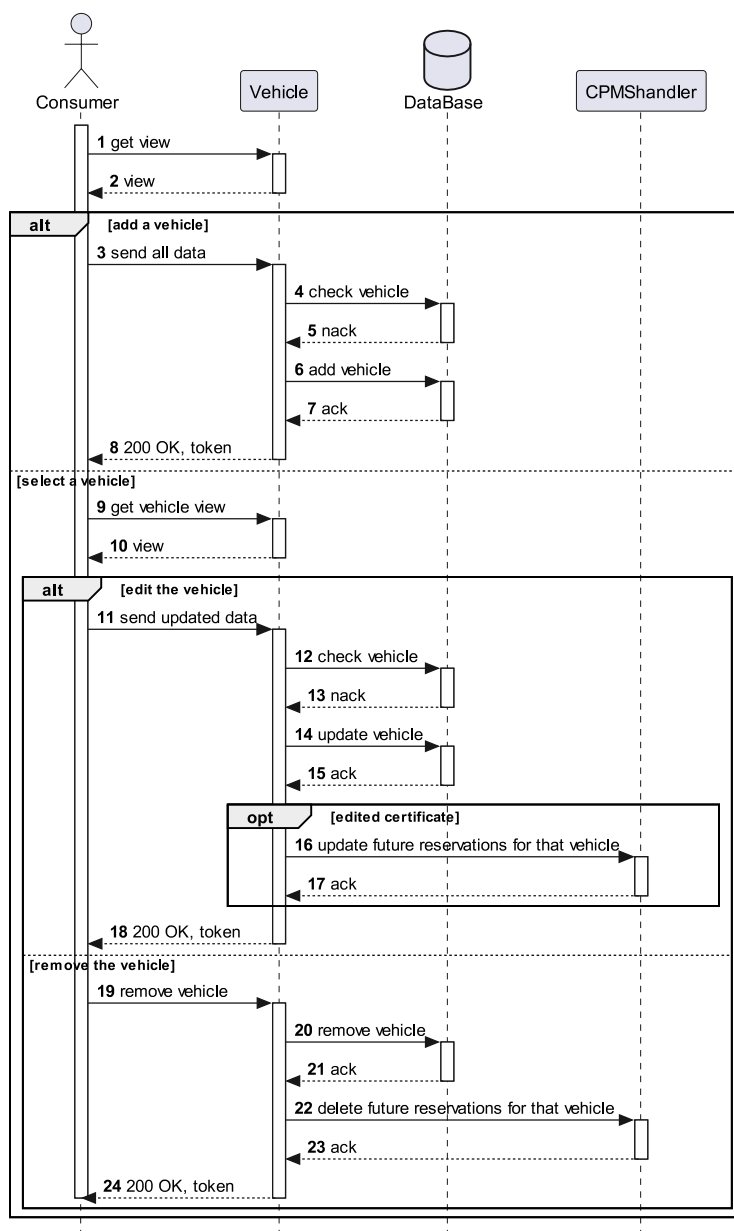 Consumer
Vehicle
DataBase
CPMShandler
1 get view
2 view
alt [add a vehicle]
3 send all data
4 check vehicle
5 nack
6 add vehicle
7 ack
8 200 OK, token
[select a vehicle]
9 get vehicle view
10 view
alt [edit the vehicle]
11 send updated data
12 check vehicle
13 nack
14 update vehicle
15 ack
opt [edited certificate]
16 update future reservations for that vehicle
17 ack
18 200 OK, token
[remove the vehicle]
19 remove vehicle
20 remove vehicle
21 ack
22 delete future reservations for that vehicle
23 ack
24 200 OK, token